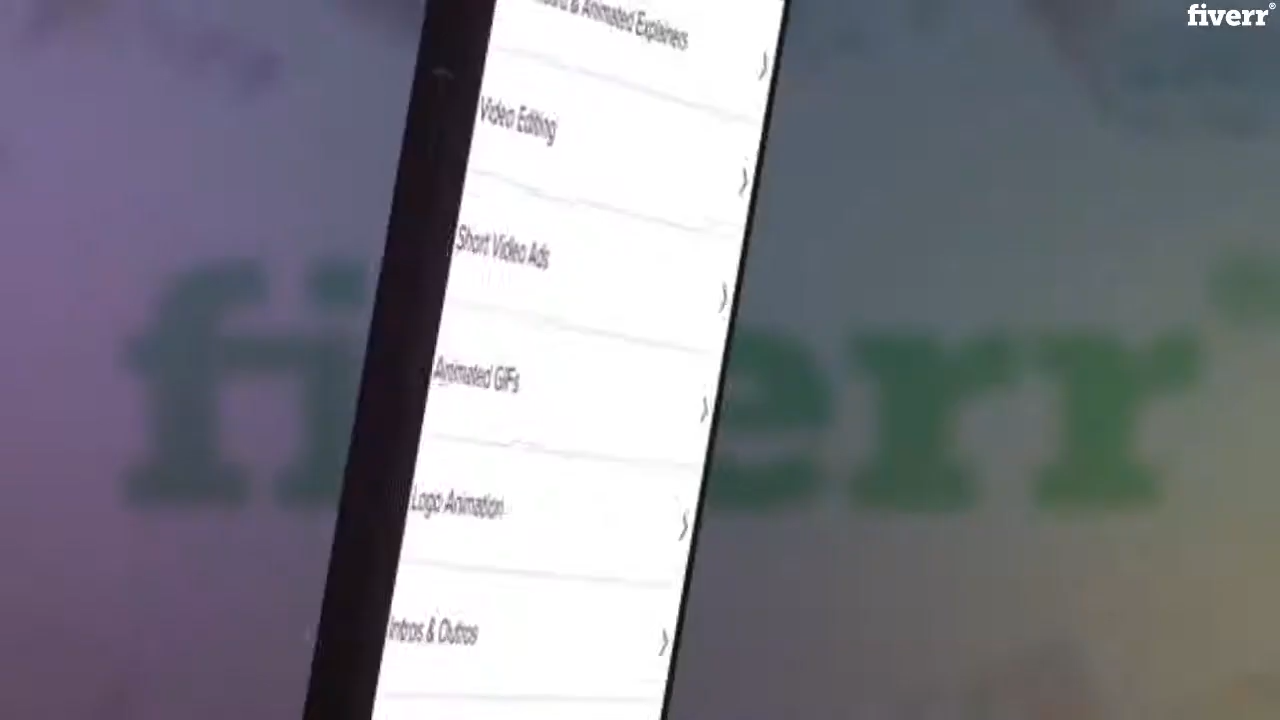 fiverr®
& Animated Explainers
Video Editing
Short Video Ads
Animated GIFs
Logo Animation
Intros & Outros